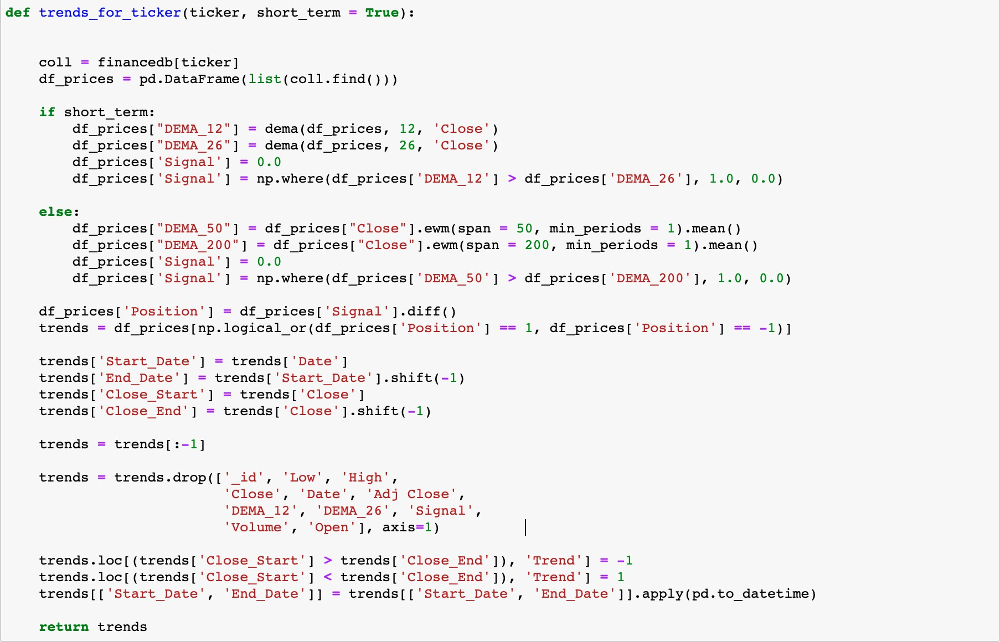 def trends_for_ticker(ticker, short_term = True):
    coll = financedb[ticker]
    df_prices = pd.DataFrame(list(coll.find()))
    if short_term:
        df_prices["DEMA_12"] = dema(df_prices, 12, 'Close')
        df_prices["DEMA_26"] = dema(df_prices, 26, 'Close')
        df_prices['Signal'] = 0.0
        df_prices['Signal'] = np.where(df_prices['DEMA_12'] > df_prices['DEMA_26'], 1.0, 0.0)
    else:
        df_prices["DEMA_50"] = df_prices["Close"].ewm(span = 50, min_periods = 1).mean()
        df_prices["DEMA_200"] = df_prices["Close"].ewm(span = 200, min_periods = 1).mean()
        df_prices['Signal'] = 0.0
        df_prices['Signal'] = np.where(df_prices['DEMA_50'] > df_prices['DEMA_200'], 1.0, 0.0)
    df_prices['Position'] = df_prices['Signal'].diff()
    trends = df_prices[np.logical_or(df_prices['Position'] == 1, df_prices['Position'] == -1)]
    trends['Start_Date'] = trends['Date']
    trends['End_Date'] = trends['Start_Date'].shift(-1)
    trends['Close_Start'] = trends['Close']
    trends['Close_End'] = trends['Close'].shift(-1)
    trends = trends[:-1]
    trends = trends.drop(['_id', 'Low', 'High',
                          'Close', 'Date', 'Adj Close',
                          'DEMA_12', 'DEMA_26', 'Signal',
                          'Volume', 'Open'], axis=1)
    trends.loc[(trends['Close_Start'] > trends['Close_End']), 'Trend'] = -1
    trends.loc[(trends['Close_Start'] < trends['Close_End']), 'Trend'] = 1
    trends[['Start_Date', 'End_Date']] = trends[['Start_Date', 'End_Date']].apply(pd.to_datetime)
    return trends